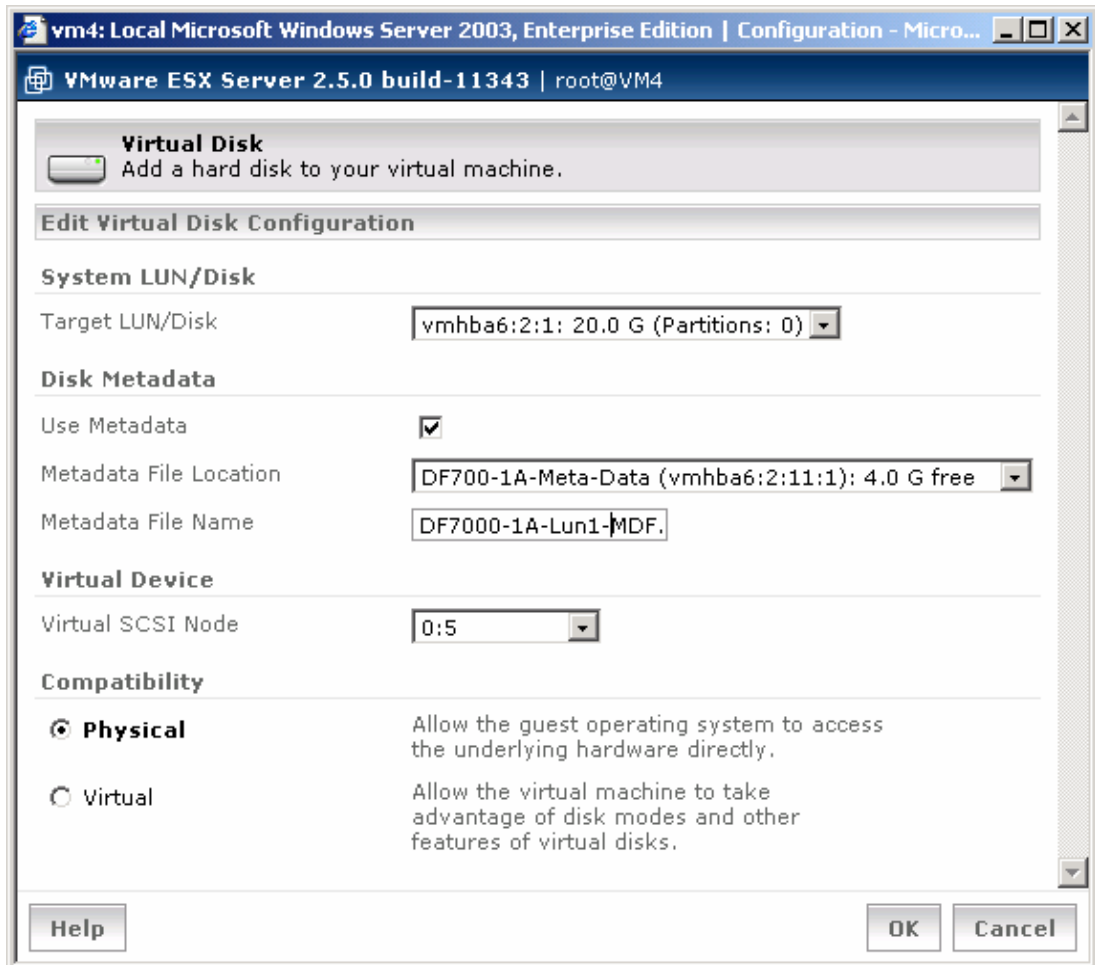 vm4: Local Microsoft Windows Server 2003, Enterprise Edition | Configuration - Micro...
VMware ESX Server 2.5.0 build-11343 | root@VM4
Virtual Disk
Add a hard disk to your virtual machine.
Edit Virtual Disk Configuration
System LUN/Disk
Target LUN/Disk
vmhba6:2:1: 20.0 G (Partitions: 0)
Disk Metadata
Use Metadata
Metadata File Location
DF700-1A-Meta-Data (vmhba6:2:11:1): 4.0 G free
Metadata File Name
DF7000-1A-Lun1-MDF.
Virtual Device
Virtual SCSI Node
0:5
Compatibility
Physical
Allow the guest operating system to access
the underlying hardware directly.
Virtual
Allow the virtual machine to take
advantage of disk modes and other
features of virtual disks.
Help
OK
Cancel